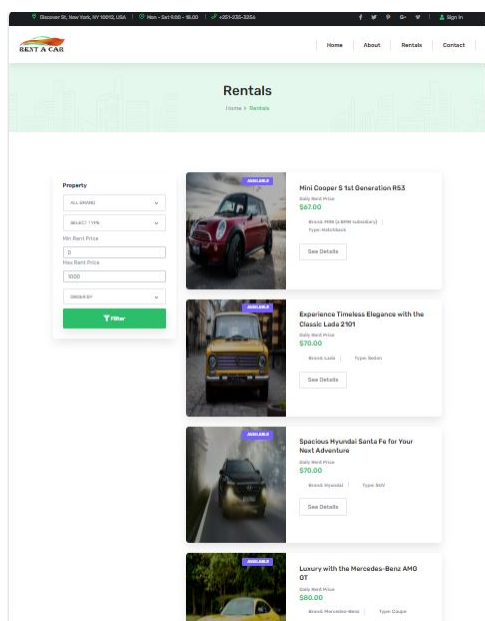 Discover St, New York, NY 10012, USA
Mon - Sat 9.00 - 18.00
+251-235-3256
Sign In
RENT A CAR
Home
About
Rentals
Contact
Rentals
Home > Rentals
Property
ALL BRAND
SELECT TYPE
Min Rent Price
0
Max Rent Price
1000
ORDER BY
Filter
AVAILABLE
Mini Cooper S 1st Generation R53
Daily Rent Price
$67.00
Brand: MINI (a BMW subsidiary)
Type: Hatchback
See Details
AVAILABLE
Experience Timeless Elegance with the
Classic Lada 2101
Daily Rent Price
$70.00
Brand: Lada
Type: Sedan
See Details
AVAILABLE
Spacious Hyundai Santa Fe for Your
Next Adventure
Daily Rent Price
$70.00
Brand: Hyundai
Type: SUV
See Details
AVAILABLE
Luxury with the Mercedes-Benz AMG
GT
Daily Rent Price
$80.00
Brand: Mercedes-Benz
Type: Coupe